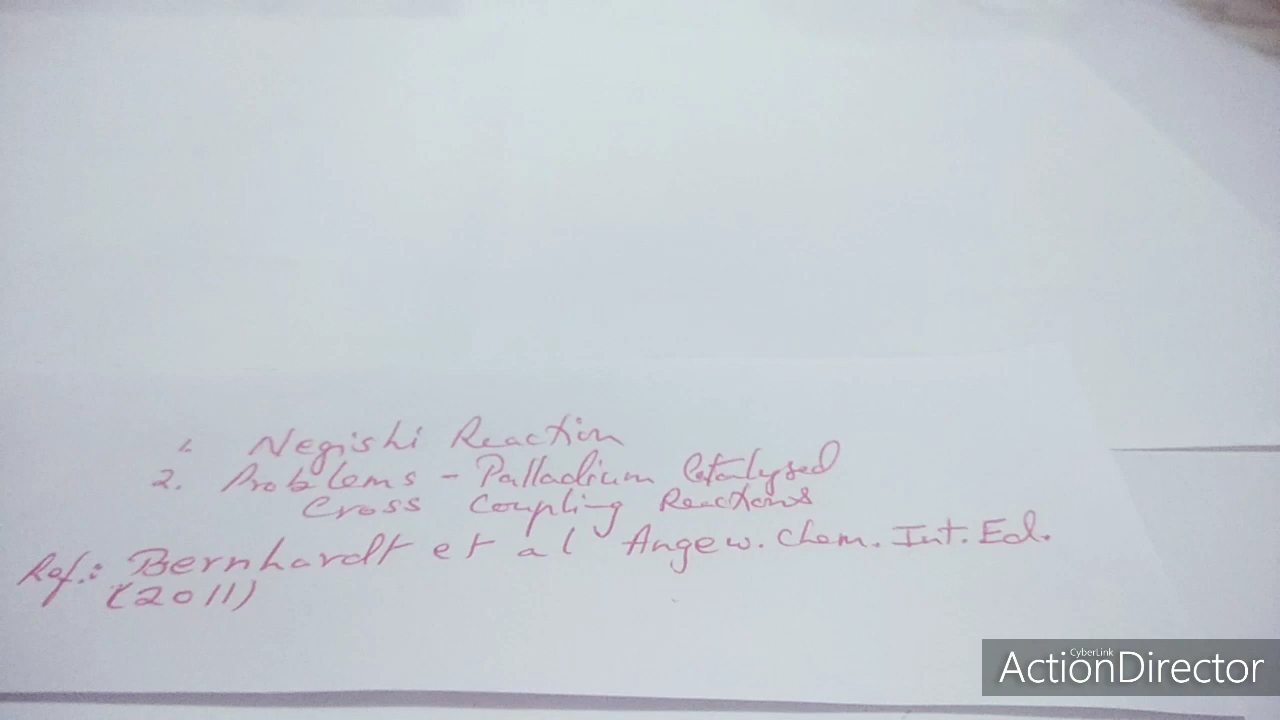 1. Negishi Reaction
2. Problems - Palladium Catalysed
Cross Coupling Reactions
Ref.: Bernhardt et al Angew. Chem. Int. Ed.
(2011)
CyberLink
ActionDirector